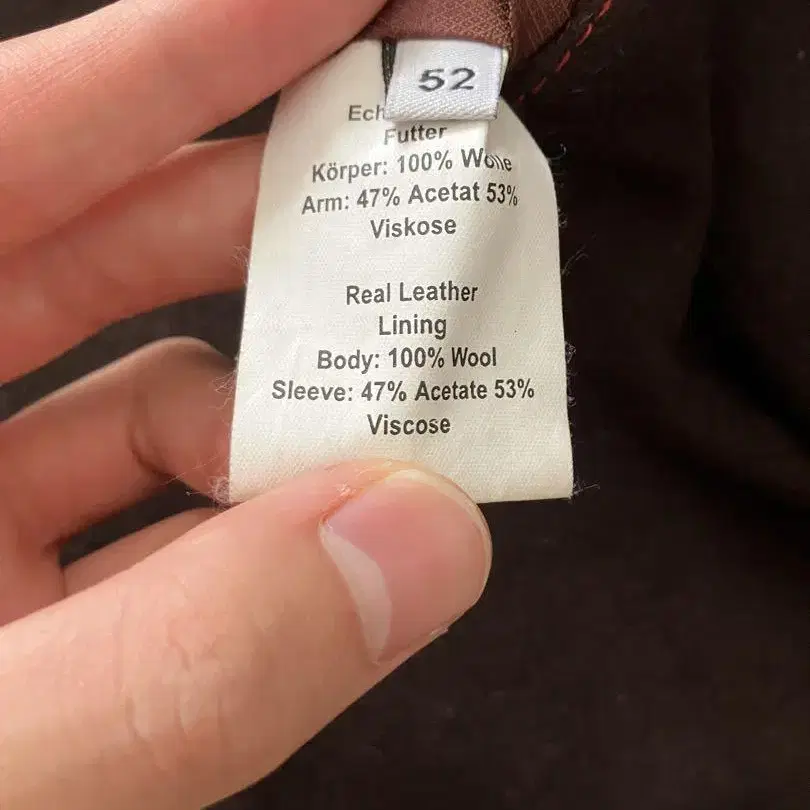 52
Futter
Körper: 100% Wolle
Arm: 47% Acetat 53%
Viskose
Real Leather
Lining
Body: 100% Wool
Sleeve: 47% Acetate 53%
Viscose